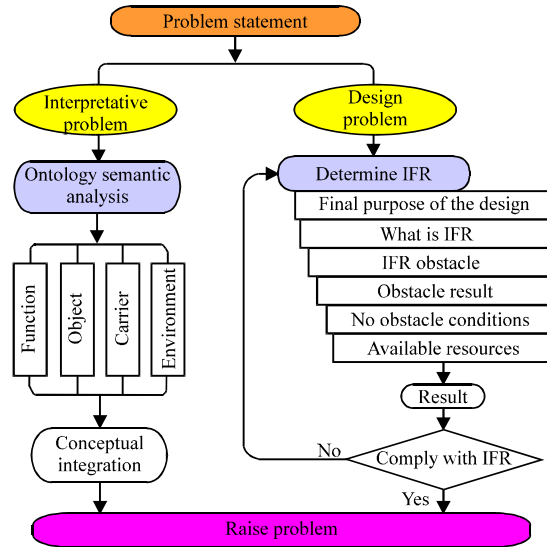 Problem statement
Interpretative
problem
Design
problem
Ontology semantic
analysis
Determine IFR
Final purpose of the design
What is IFR
IFR obstacle
Obstacle result
No obstacle conditions
Available resources
Function
Object
Carrier
Environment
Result
Conceptual
integration
No
Comply with IFR
Yes
Raise problem